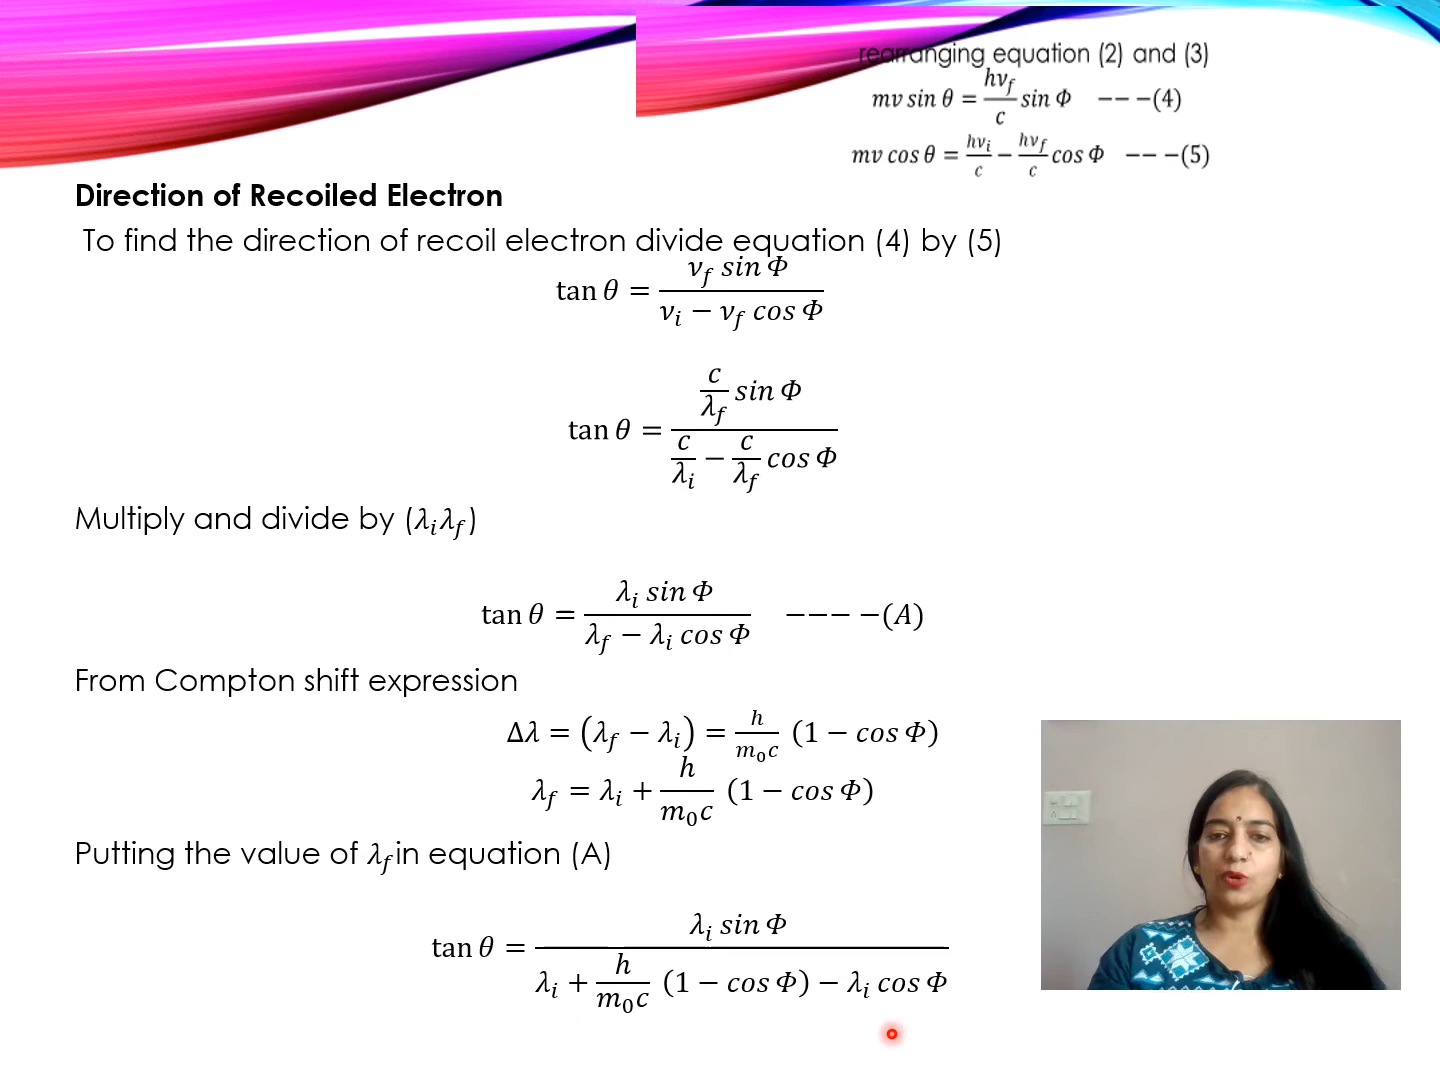 rearranging equation (2) and (3)
mv sin θ = hν_f/c sin Φ −−−(4)
mv cos θ = hν_i/c − hν_f/c cos Φ −−−(5)
Direction of Recoiled Electron
To find the direction of recoil electron divide equation (4) by (5)
tan θ = ν_f sin Φ / (ν_i − ν_f cos Φ)
tan θ = (c/λ_f sin Φ) / (c/λ_i − c/λ_f cos Φ)
Multiply and divide by (λ_iλ_f)
tan θ = λ_i sin Φ / (λ_f − λ_i cos Φ) −−−−(A)
From Compton shift expression
Δλ = (λ_f − λ_i) = h/m₀c (1 − cos Φ)
λ_f = λ_i + h/m₀c (1 − cos Φ)
Putting the value of λ_f in equation (A)
tan θ = λ_i sin Φ / (λ_i + h/m₀c (1 − cos Φ) − λ_i cos Φ)